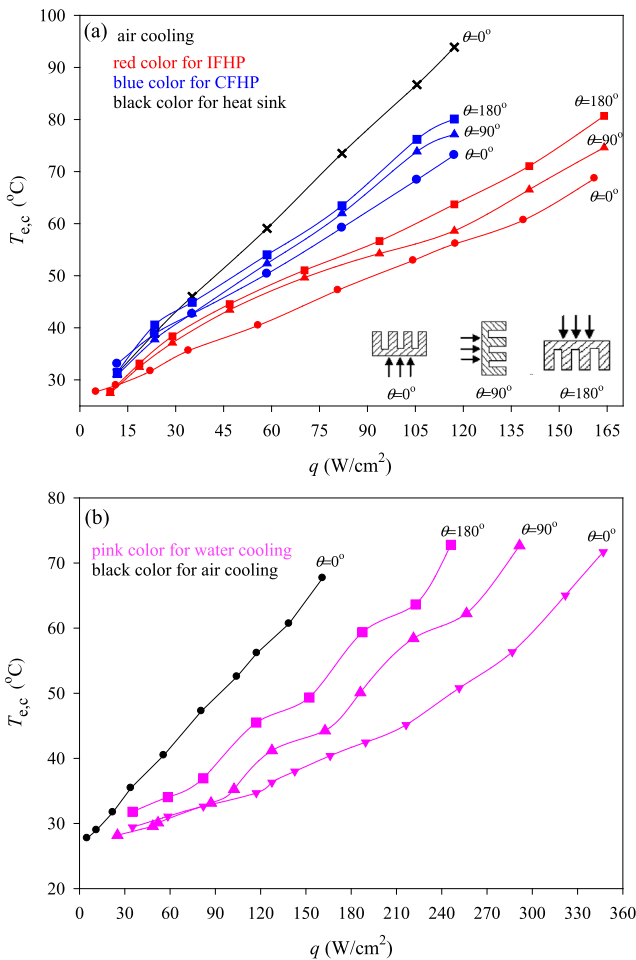 100
(a)
air cooling
θ=0°
red color for IFHP
blue color for CFHP
black color for heat sink
θ=180°
θ=90°
θ=0°
θ=180°
θ=90°
θ=0°
90
80
70
60
50
40
30
Te,c (°C)
θ=0°
θ=90°
θ=180°
0 15 30 45 60 75 90 105 120 135 150 165
q (W/cm²)
80
(b)
pink color for water cooling
black color for air cooling
θ=0°
θ=180°
θ=90°
θ=0°
70
60
50
40
30
20
Te,c (°C)
0 30 60 90 120 150 180 210 240 270 300 330 360
q (W/cm²)